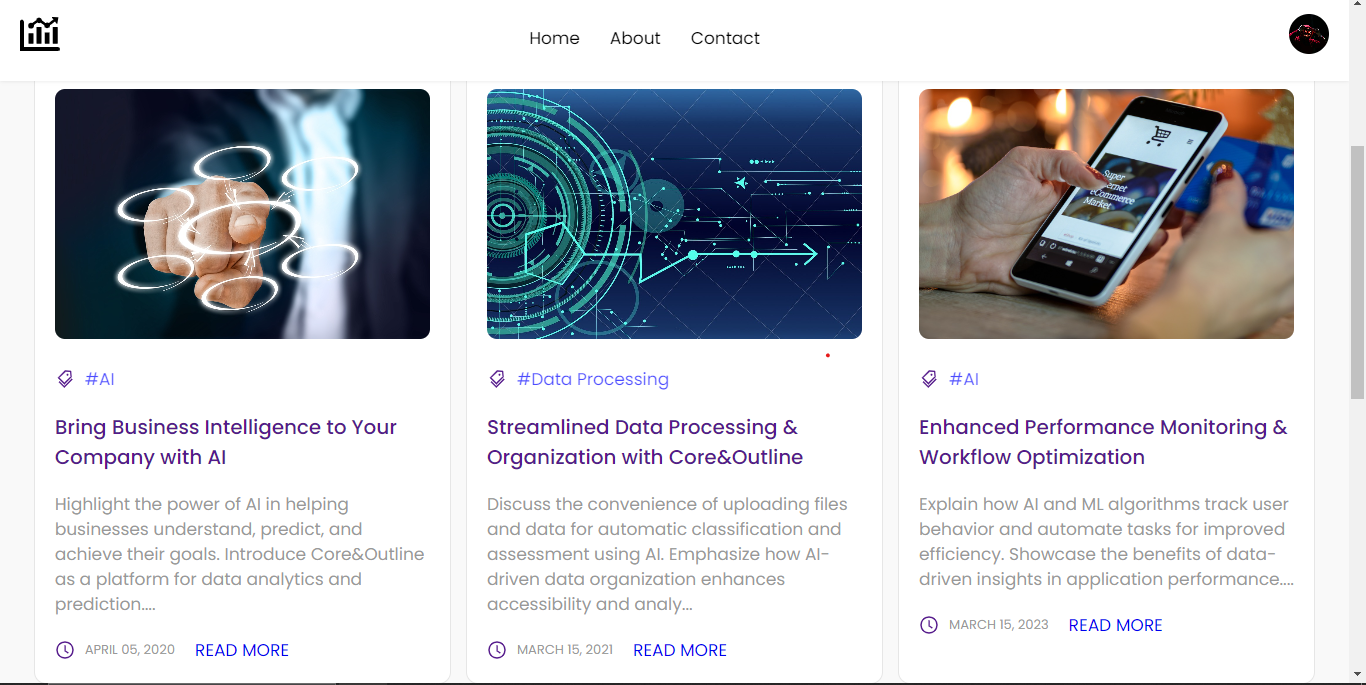 Home About Contact
Super
eCommerce
Market
#AI
Bring Business Intelligence to Your
Company with AI
Highlight the power of AI in helping
businesses understand, predict, and
achieve their goals. Introduce Core&Outline
as a platform for data analytics and
prediction....
APRIL 05, 2020 READ MORE
#Data Processing
Streamlined Data Processing &
Organization with Core&Outline
Discuss the convenience of uploading files
and data for automatic classification and
assessment using AI. Emphasize how AI-
driven data organization enhances
accessibility and analy...
MARCH 15, 2021 READ MORE
#AI
Enhanced Performance Monitoring &
Workflow Optimization
Explain how AI and ML algorithms track user
behavior and automate tasks for improved
efficiency. Showcase the benefits of data-
driven insights in application performance....
MARCH 15, 2023 READ MORE